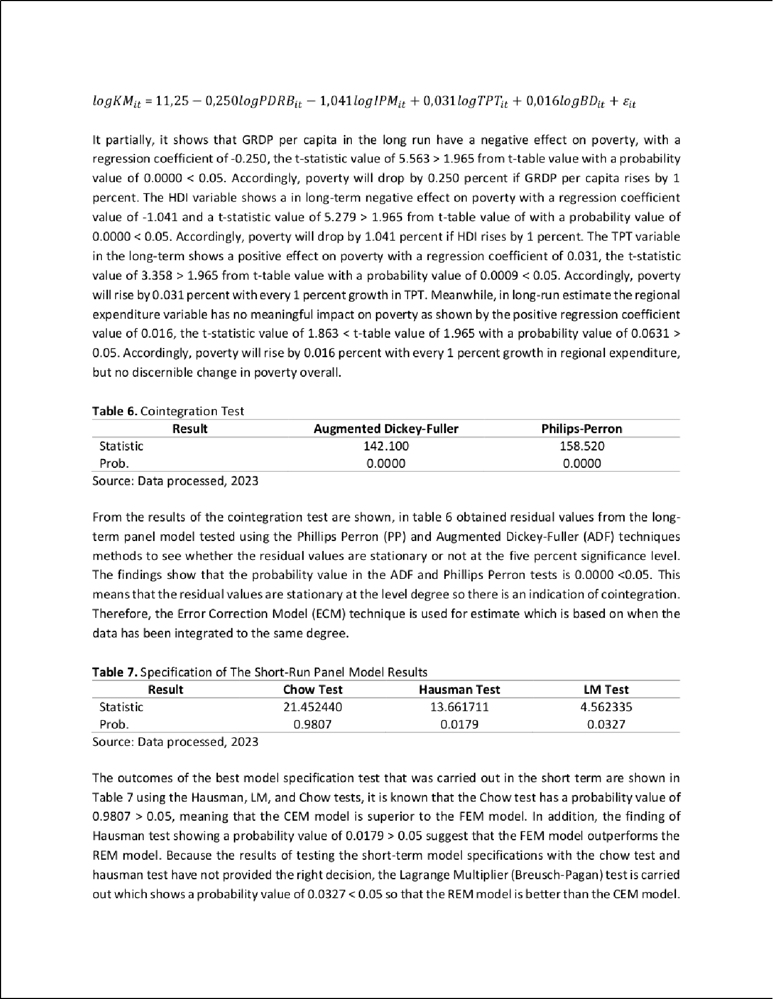 logKM_it = 11,25 − 0,250logPDRB_it − 1,041logIPM_it + 0,031logTPT_it + 0,016logBD_it + ε_it
It partially, it shows that GRDP per capita in the long run have a negative effect on poverty, with a
regression coefficient of -0.250, the t-statistic value of 5.563 > 1.965 from t-table value with a probability
value of 0.0000 < 0.05. Accordingly, poverty will drop by 0.250 percent if GRDP per capita rises by 1
percent. The HDI variable shows a in long-term negative effect on poverty with a regression coefficient
value of -1.041 and a t-statistic value of 5.279 > 1.965 from t-table value of with a probability value of
0.0000 < 0.05. Accordingly, poverty will drop by 1.041 percent if HDI rises by 1 percent. The TPT variable
in the long-term shows a positive effect on poverty with a regression coefficient of 0.031, the t-statistic
value of 3.358 > 1.965 from t-table value with a probability value of 0.0009 < 0.05. Accordingly, poverty
will rise by 0.031 percent with every 1 percent growth in TPT. Meanwhile, in long-run estimate the regional
expenditure variable has no meaningful impact on poverty as shown by the positive regression coefficient
value of 0.016, the t-statistic value of 1.863 < t-table value of 1.965 with a probability value of 0.0631 >
0.05. Accordingly, poverty will rise by 0.016 percent with every 1 percent growth in regional expenditure,
but no discernible change in poverty overall.
Table 6. Cointegration Test
Result Augmented Dickey-Fuller Philips-Perron
Statistic 142.100 158.520
Prob. 0.0000 0.0000
Source: Data processed, 2023
From the results of the cointegration test are shown, in table 6 obtained residual values from the long-
term panel model tested using the Phillips Perron (PP) and Augmented Dickey-Fuller (ADF) techniques
methods to see whether the residual values are stationary or not at the five percent significance level.
The findings show that the probability value in the ADF and Phillips Perron tests is 0.0000 <0.05. This
means that the residual values are stationary at the level degree so there is an indication of cointegration.
Therefore, the Error Correction Model (ECM) technique is used for estimate which is based on when the
data has been integrated to the same degree.
Table 7. Specification of The Short-Run Panel Model Results
Result Chow Test Hausman Test LM Test
Statistic 21.452440 13.661711 4.562335
Prob. 0.9807 0.0179 0.0327
Source: Data processed, 2023
The outcomes of the best model specification test that was carried out in the short term are shown in
Table 7 using the Hausman, LM, and Chow tests, it is known that the Chow test has a probability value of
0.9807 > 0.05, meaning that the CEM model is superior to the FEM model. In addition, the finding of
Hausman test showing a probability value of 0.0179 > 0.05 suggest that the FEM model outperforms the
REM model. Because the results of testing the short-term model specifications with the chow test and
hausman test have not provided the right decision, the Lagrange Multiplier (Breusch-Pagan) test is carried
out which shows a probability value of 0.0327 < 0.05 so that the REM model is better than the CEM model.